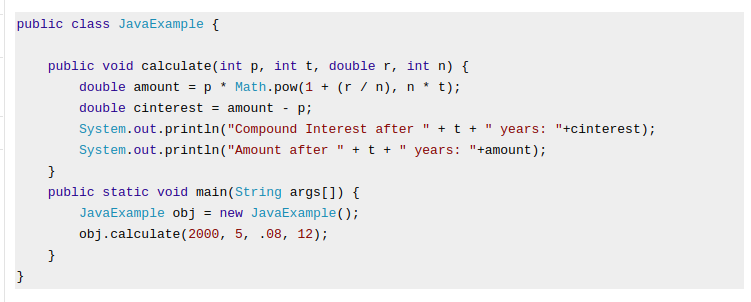 public class JavaExample {
public void calculate(int p, int t, double r, int n) {
double amount = p * Math.pow(1 + (r / n), n * t);
double cinterest = amount - p;
System.out.println("Compound Interest after " + t + " years: "+cinterest);
System.out.println("Amount after " + t + " years: "+amount);
}
public static void main(String args[]) {
JavaExample obj = new JavaExample();
obj.calculate(2000, 5, .08, 12);
}
}